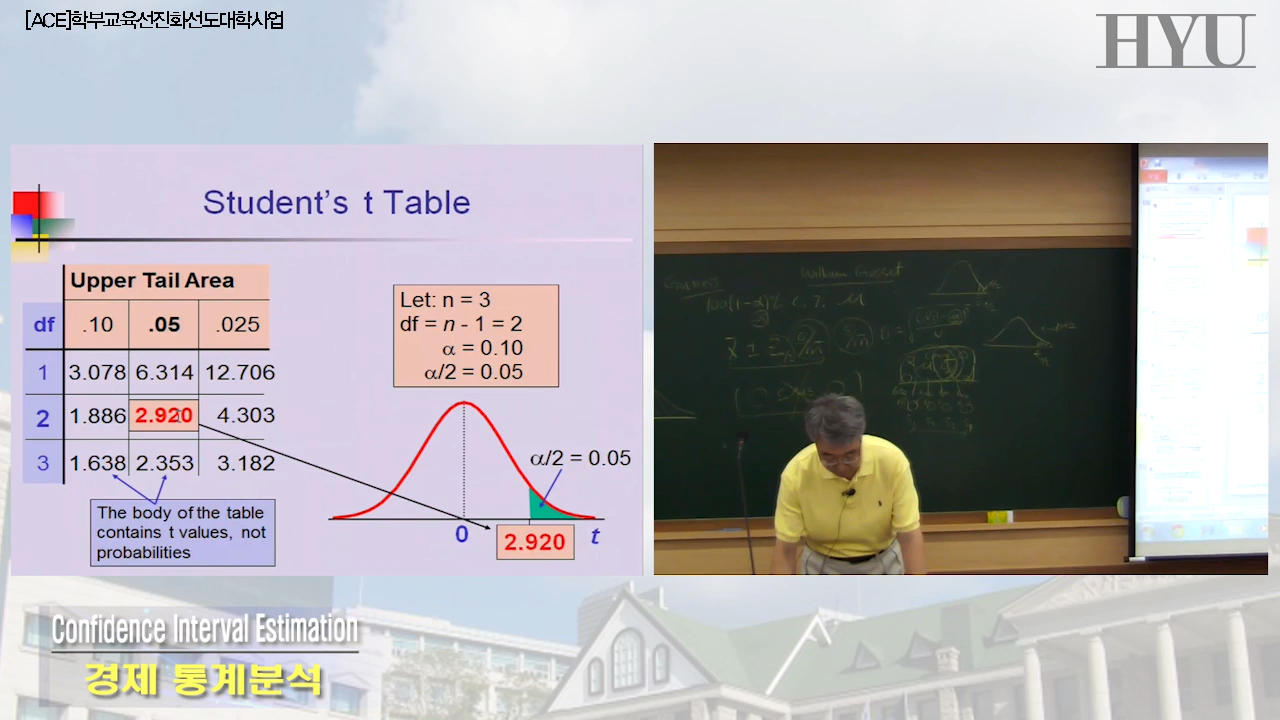 [ACE]학부교육선진화선도대학사업
HYU
Student's t Table
Upper Tail Area
df .10 .05 .025
1 3.078 6.314 12.706
2 1.886 2.920 4.303
3 1.638 2.353 3.182
The body of the table
contains t values, not
probabilities
Let: n = 3
df = n - 1 = 2
α = 0.10
α/2 = 0.05
α/2 = 0.05
0
2.920
t
William Gosset
Confidence Interval Estimation
경제 통계분석